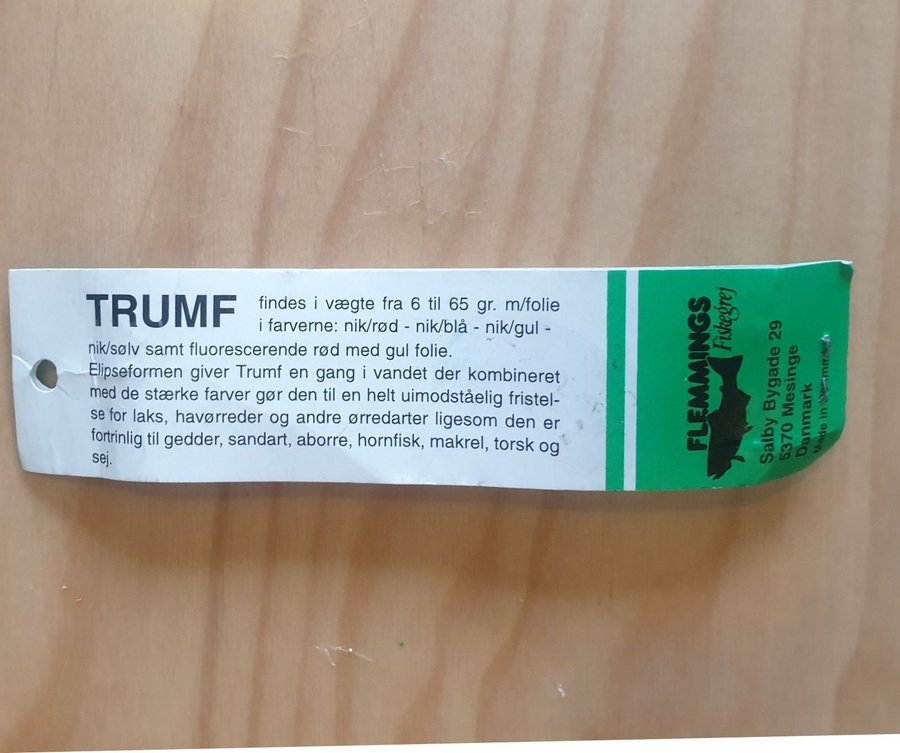 TRUMF findes i vægte fra 6 til 65 gr. m/folie
i farverne: nik/rød - nik/blå - nik/gul -
nik/sølv samt fluorescerende rød med gul folie.
Elipseformen giver Trumf en gang i vandet der kombineret
med de stærke farver gør den til en helt uimodståelig fristel-
se for laks, havørreder og andre ørredarter ligesom den er
fortrinlig til gedder, sandart, aborre, hornfisk, makrel, torsk og
sej.
FLEMMINGS
Fiskegrej
Salby Bygade 29
5370 Mesinge
Danmark
Made in